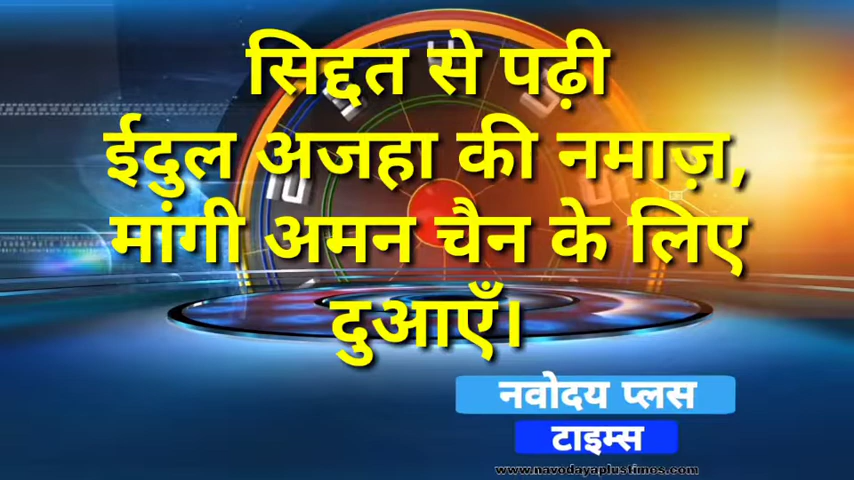 सिद्दत से पढ़ी
ईदुल अजहा की नमाज़,
मांगी अमन चैन के लिए
दुआएँ।
नवोदय प्लस
टाइम्स
www.navodayaplustimes.com